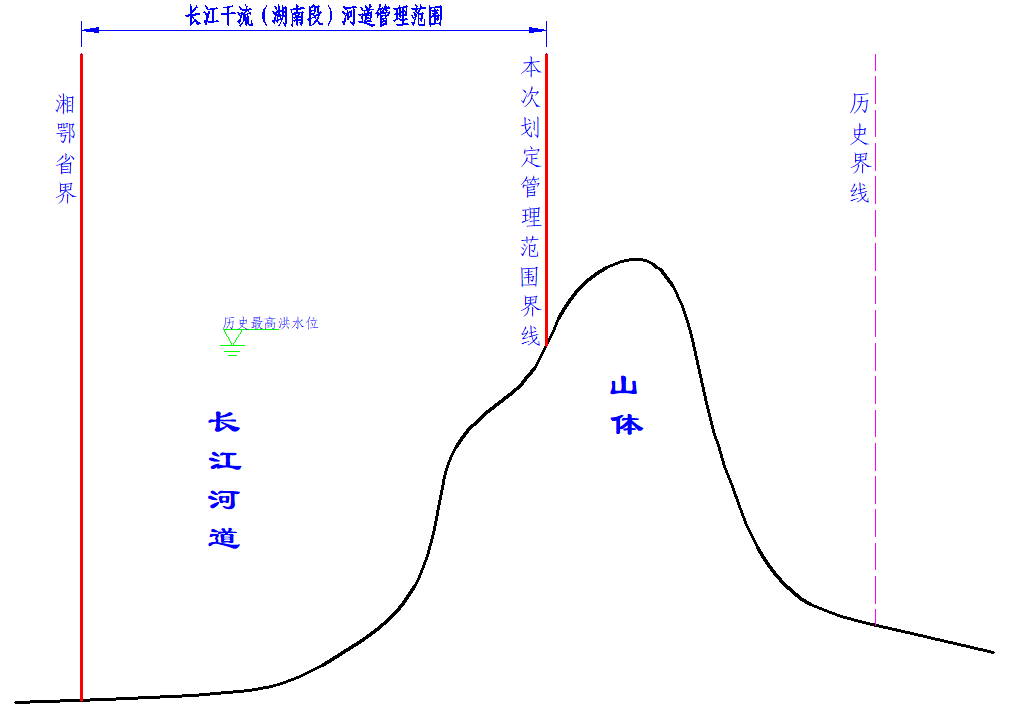 长江干流（湖南段）河道管理范围
湘鄂省界
本次划定管理范围界线
历史界线
历史最高洪水位
山体
长江河道